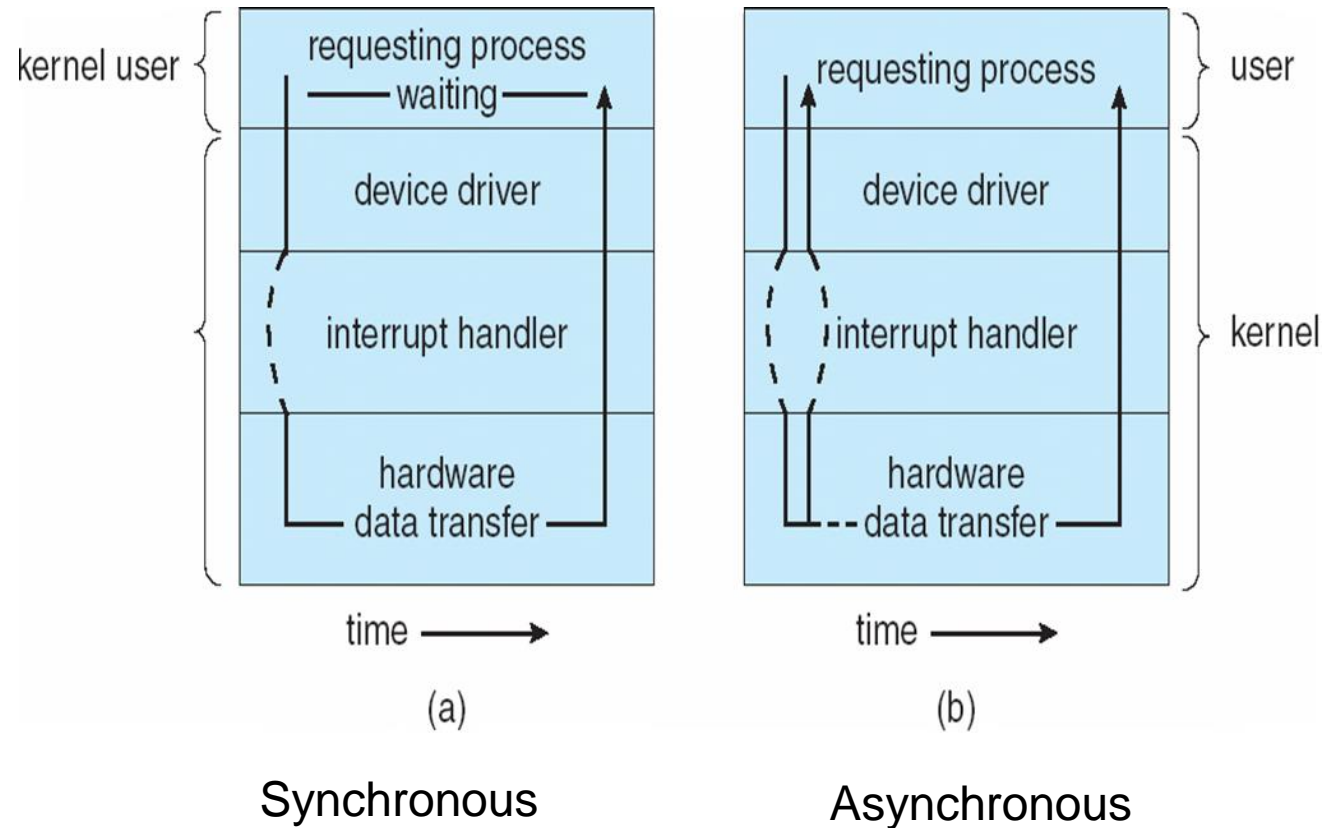 kernel user
requesting process
waiting
device driver
interrupt handler
hardware
data transfer
time
(a)
Synchronous
requesting process
user
device driver
interrupt handler
kernel
hardware
data transfer
time
(b)
Asynchronous